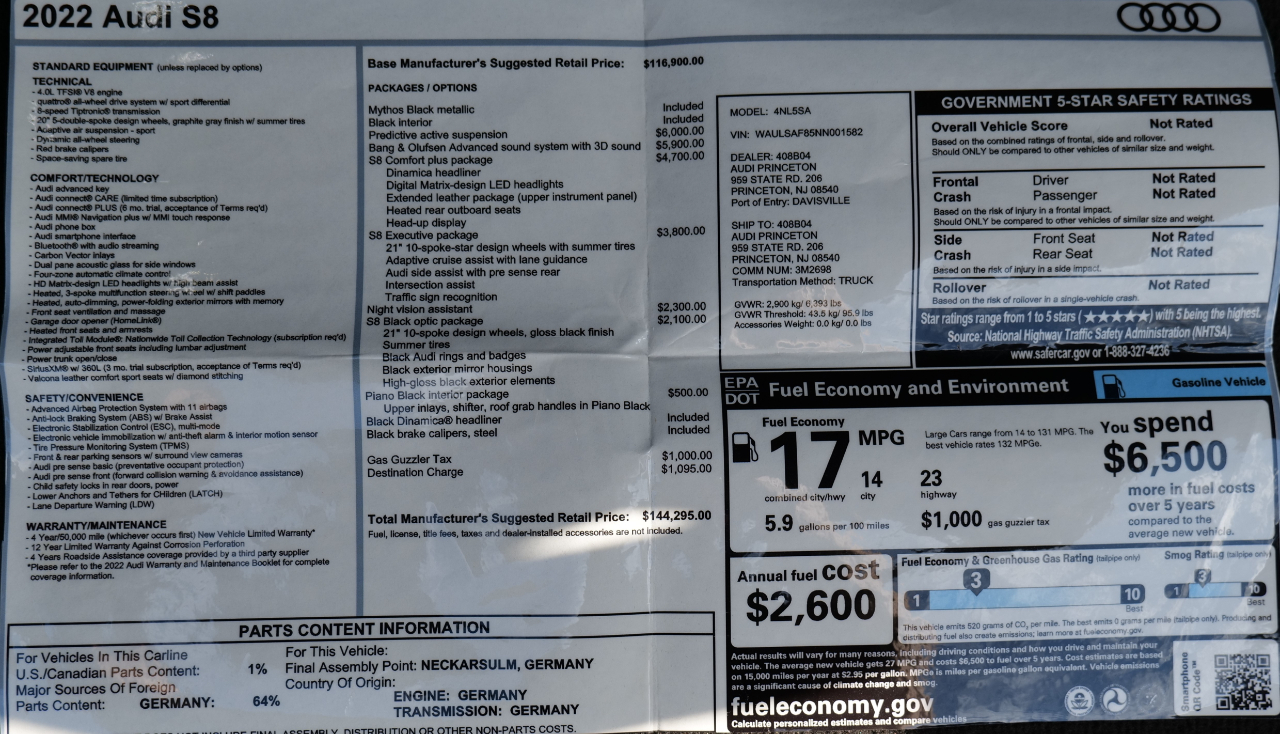 2022 Audi S8
STANDARD EQUIPMENT (unless replaced by options)
TECHNICAL
- 4.0L TFSI® V8 engine
- quattro® all-wheel drive system w/ sport differential
- 8-speed Tiptronic® transmission
- 20" 5-double-spoke design wheels, graphite gray finish w/ summer tires
- Adaptive air suspension - sport
- Dynamic all-wheel steering
- Red brake calipers
- Space-saving spare tire
COMFORT/TECHNOLOGY
- Audi advanced key
- Audi connect® CARE (limited time subscription)
- Audi connect® PLUS (6 mo. trial, acceptance of Terms req'd)
- Audi MMI® Navigation plus w/ MMI touch response
- Audi phone box
- Audi smartphone interface
- Bluetooth® with audio streaming
- Carbon Vector inlays
- Dual pane acoustic glass for side windows
- Four-zone automatic climate control
- HD Matrix-design LED headlights w/ high beam assist
- Heated, 3-spoke multifunction steering wheel w/ shift paddles
- Heated, auto-dimming, power-folding exterior mirrors with memory
- Front seat ventilation and massage
- Garage door opener (HomeLink®)
- Heated front seats and armrests
- Integrated Toll Module®: Nationwide Toll Collection Technology (subscription req'd)
- Power adjustable front seats including lumbar adjustment
- Power trunk open/close
- SiriusXM® w/ 360L (3 mo. trial subscription, acceptance of Terms req'd)
- Valcona leather comfort sport seats w/ diamond stitching
SAFETY/CONVENIENCE
- Advanced Airbag Protection System with 11 airbags
- Anti-lock Braking System (ABS) w/ Brake Assist
- Electronic Stabilization Control (ESC), multi-mode
- Electronic vehicle immobilization w/ anti-theft alarm & interior motion sensor
- Tire Pressure Monitoring System (TPMS)
- Front & rear parking sensors w/ surround view cameras
- Audi pre sense basic (preventative occupant protection)
- Audi pre sense front (forward collision warning & avoidance assistance)
- Child safety locks in rear doors, power
- Lower Anchors and Tethers for CHildren (LATCH)
- Lane Departure Warning (LDW)
WARRANTY/MAINTENANCE
- 4 Year/50,000 mile (whichever occurs first) New Vehicle Limited Warranty*
- 12 Year Limited Warranty Against Corrosion Perforation
- 4 Years Roadside Assistance coverage provided by a third party supplier
*Please refer to the 2022 Audi Warranty and Maintenance Booklet for complete
coverage information.
Base Manufacturer's Suggested Retail Price: $116,900.00
PACKAGES / OPTIONS
Mythos Black metallic Included
Black interior Included
Predictive active suspension $6,000.00
Bang & Olufsen Advanced sound system with 3D sound $5,900.00
S8 Comfort plus package $4,700.00
Dinamica headliner
Digital Matrix-design LED headlights
Extended leather package (upper instrument panel)
Heated rear outboard seats
Head-up display
S8 Executive package $3,800.00
21" 10-spoke-star design wheels with summer tires
Adaptive cruise assist with lane guidance
Audi side assist with pre sense rear
Intersection assist
Traffic sign recognition
Night vision assistant $2,300.00
S8 Black optic package $2,100.00
21" 10-spoke design wheels, gloss black finish
Summer tires
Black Audi rings and badges
Black exterior mirror housings
High-gloss black exterior elements
Piano Black interior package $500.00
Upper inlays, shifter, roof grab handles in Piano Black
Black Dinamica® headliner Included
Black brake calipers, steel Included
Gas Guzzler Tax $1,000.00
Destination Charge $1,095.00
Total Manufacturer's Suggested Retail Price: $144,295.00
Fuel, license, title fees, taxes and dealer-installed accessories are not included.
MODEL: 4NL5SA
VIN: WAULSAF85NN001582
DEALER: 408B04
AUDI PRINCETON
959 STATE RD. 206
PRINCETON, NJ 08540
Port of Entry: DAVISVILLE
SHIP TO: 408B04
AUDI PRINCETON
959 STATE RD. 206
PRINCETON, NJ 08540
COMM NUM: 3M2698
Transportation Method: TRUCK
GVWR: 2,900 kg/ 6,393 lbs
GVWR Threshold: 43.5 kg/ 95.9 lbs
Accessories Weight: 0.0 kg/ 0.0 lbs
GOVERNMENT 5-STAR SAFETY RATINGS
Overall Vehicle Score Not Rated
Based on the combined ratings of frontal, side and rollover.
Should ONLY be compared to other vehicles of similar size and weight.
Frontal Driver Not Rated
Crash Passenger Not Rated
Based on the risk of injury in a frontal impact.
Should ONLY be compared to other vehicles of similar size and weight.
Side Front Seat Not Rated
Crash Rear Seat Not Rated
Based on the risk of injury in a side impact.
Rollover Not Rated
Based on the risk of rollover in a single-vehicle crash.
Star ratings range from 1 to 5 stars (★★★★★) with 5 being the highest.
Source: National Highway Traffic Safety Administration (NHTSA).
www.safercar.gov or 1-888-327-4236
EPA
DOT
Fuel Economy and Environment
Gasoline Vehicle
Fuel Economy
17 MPG
combined city/hwy
14
city
23
highway
Large Cars range from 14 to 131 MPG. The
best vehicle rates 132 MPGe.
5.9 gallons per 100 miles
$1,000 gas guzzler tax
You spend
$6,500
more in fuel costs
over 5 years
compared to the
average new vehicle.
Annual fuel cost
$2,600
Fuel Economy & Greenhouse Gas Rating (tailpipe only)
3
1 10
Best
Smog Rating (tailpipe only)
3
1 10
Best
This vehicle emits 520 grams of CO2 per mile. The best emits 0 grams per mile (tailpipe only). Producing and
distributing fuel also create emissions; learn more at fueleconomy.gov.
Actual results will vary for many reasons, including driving conditions and how you drive and maintain your
vehicle. The average new vehicle gets 27 MPG and costs $6,500 to fuel over 5 years. Cost estimates are based
on 15,000 miles per year at $2.95 per gallon. MPGe is miles per gasoline gallon equivalent. Vehicle emissions
are a significant cause of climate change and smog.
fueleconomy.gov
Calculate personalized estimates and compare vehicles
Smartphone
QR Code™
PARTS CONTENT INFORMATION
For Vehicles In This Carline
U.S./Canadian Parts Content: 1%
Major Sources Of Foreign
Parts Content: GERMANY: 64%
For This Vehicle:
Final Assembly Point: NECKARSULM, GERMANY
Country Of Origin:
ENGINE: GERMANY
TRANSMISSION: GERMANY
INCLUDE FINAL ASSEMBLY, DISTRIBUTION OR OTHER NON-PARTS COSTS.